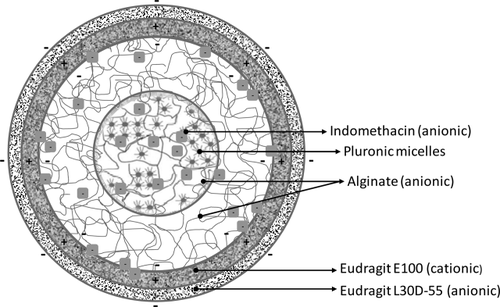 Indomethacin (anionic)
Pluronic micelles
Alginate (anionic)
Eudragit E100 (cationic)
Eudragit L30D-55 (anionic)